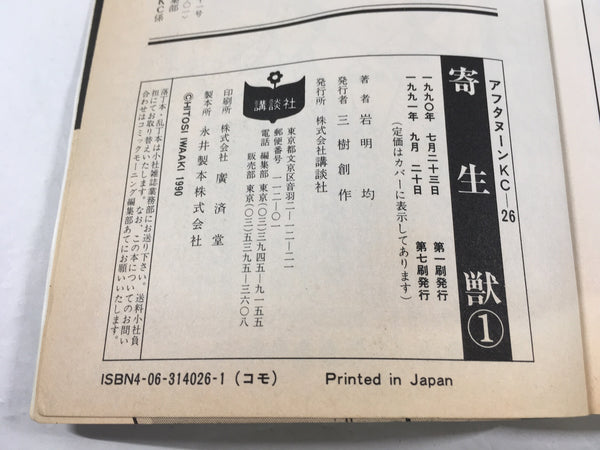 アフタヌーンKC—26
寄生獣①
一九九〇年 七月二十三日 第一刷発行
一九九一年 九月 二十日 第七刷発行
(定価はカバーに表示してあります)
著者 岩明 均
発行者 三樹創作
発行所 株式会社講談社
東京都文京区音羽二—一二—二一
郵便番号 一一二—〇一
電話 編集部 東京(〇三)三九四五—九一五五
販売部 東京(〇三)五三九五—三六〇八
講談社
印刷所 株式会社 廣済堂
製本所 永井製本株式会社
©HITOSI IWAAKI 1990
落丁本・乱丁本は小社雑誌業務部にお送り下さい。送料小社負
担にてお取り替えいたします。なお、この本についてのお問い
合わせはコミックモーニング編集部あてにお願いいたします。
ISBN4-06-314026-1 (コモ)
Printed in Japan